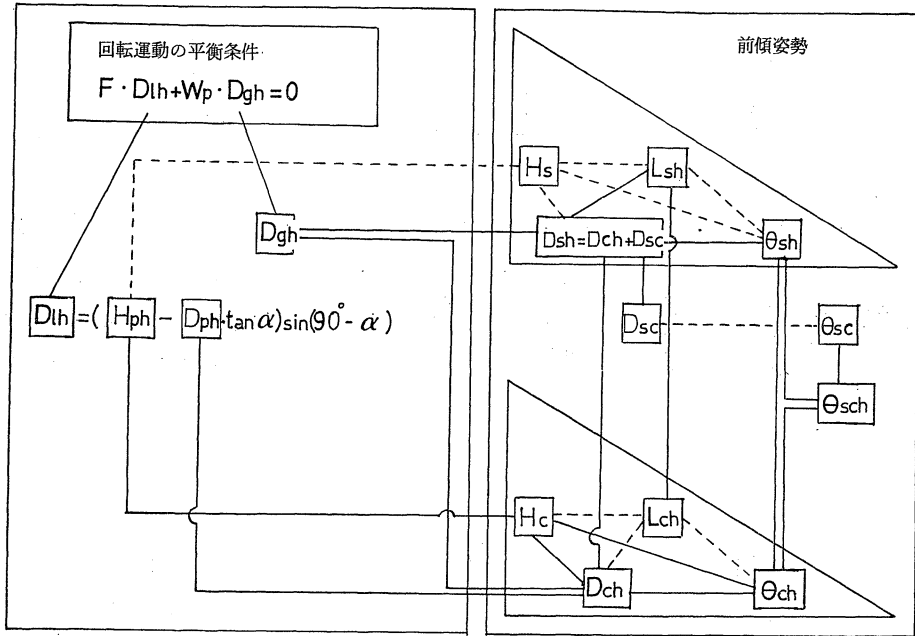 回転運動の平衡条件
F・Dlh+Wp・Dgh=0
Dgh
Dlh=(Hph-Dph・tanα)sin(90°-α)
前傾姿勢
Hs
Lsh
Dsh=Dch+Dsc
θsh
Dsc
θsc
θsch
Hc
Lch
Dch
θch